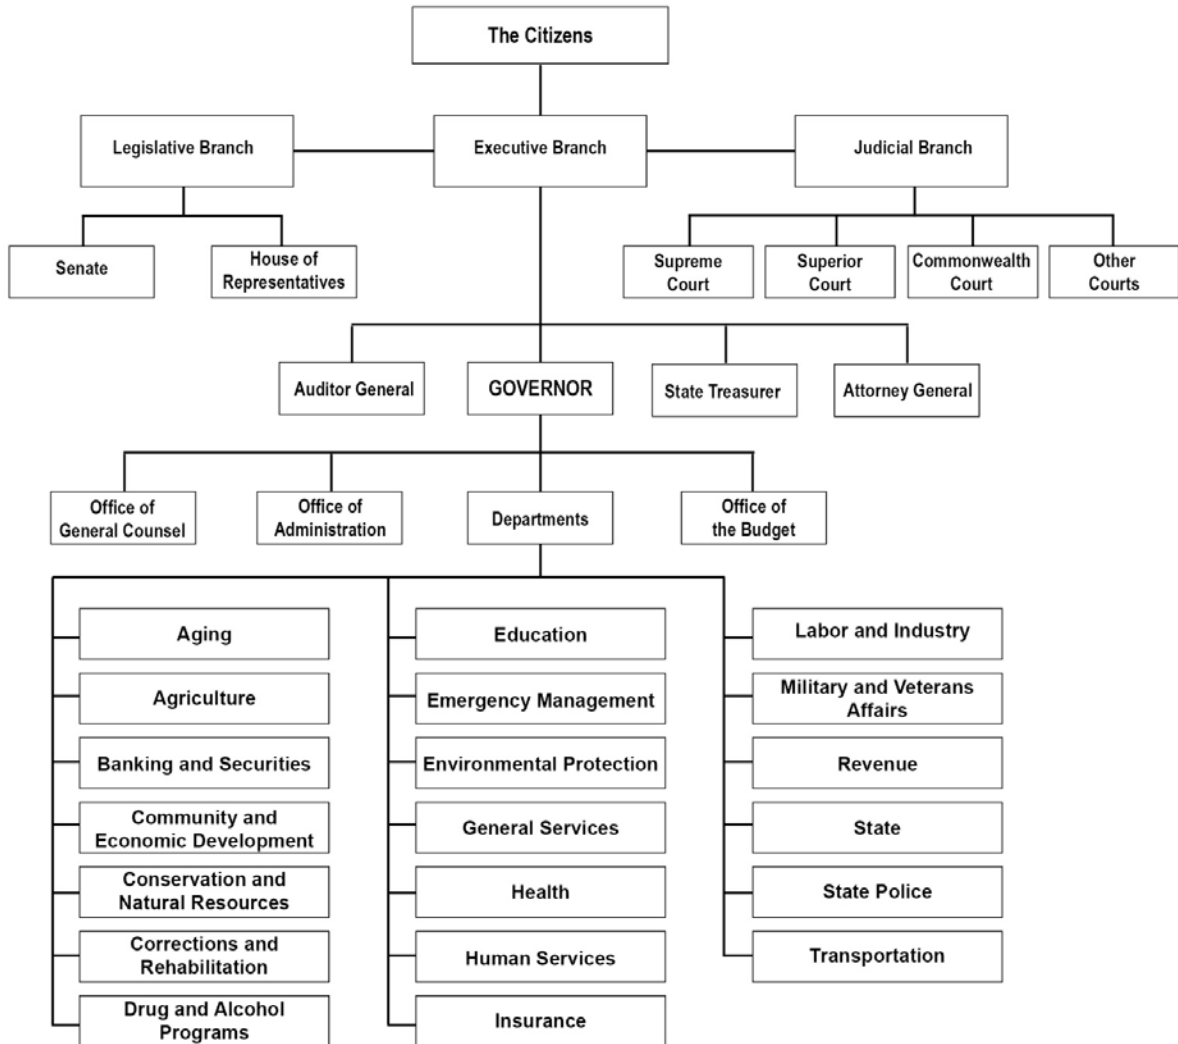 The Citizens
Legislative Branch
Executive Branch
Judicial Branch
Senate
House of
Representatives
Supreme
Court
Superior
Court
Commonwealth
Court
Other
Courts
Auditor General
GOVERNOR
State Treasurer
Attorney General
Office of
General Counsel
Office of
Administration
Departments
Office of
the Budget
Aging
Agriculture
Banking and Securities
Community and
Economic Development
Conservation and
Natural Resources
Corrections and
Rehabilitation
Drug and Alcohol
Programs
Education
Emergency Management
Environmental Protection
General Services
Health
Human Services
Insurance
Labor and Industry
Military and Veterans
Affairs
Revenue
State
State Police
Transportation